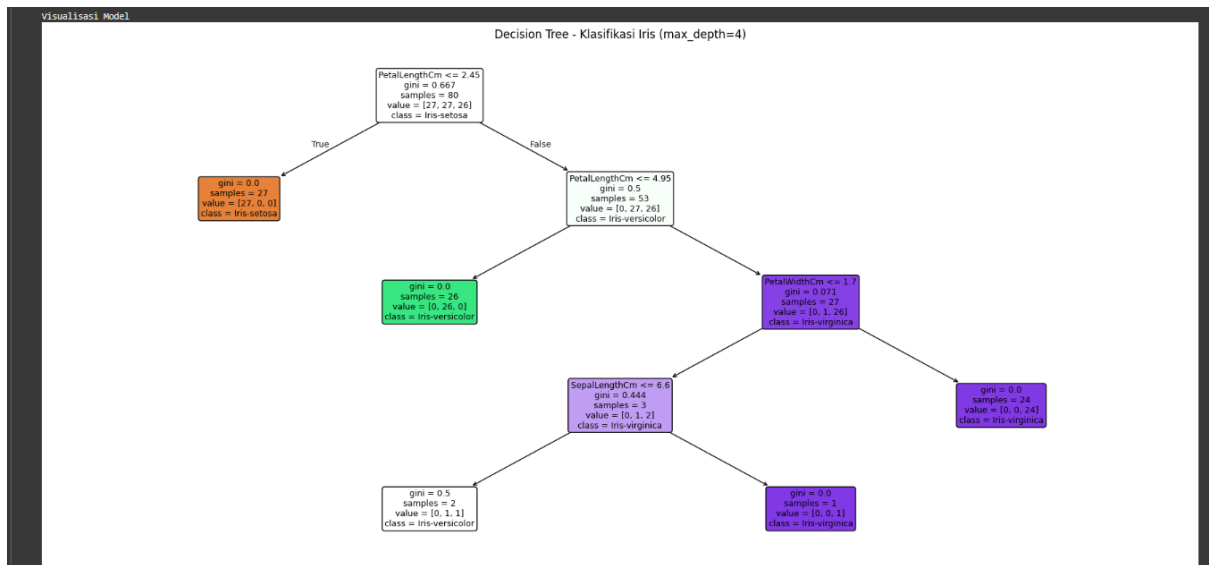 Visualisasi Model
Decision Tree - Klasifikasi Iris (max_depth=4)
PetalLengthCm <= 2.45
gini = 0.667
samples = 80
value = [27, 27, 26]
class = Iris-setosa
True
False
gini = 0.0
samples = 27
value = [27, 0, 0]
class = Iris-setosa
PetalLengthCm <= 4.95
gini = 0.5
samples = 53
value = [0, 27, 26]
class = Iris-versicolor
gini = 0.0
samples = 26
value = [0, 26, 0]
class = Iris-versicolor
PetalWidthCm <= 1.7
gini = 0.071
samples = 27
value = [0, 1, 26]
class = Iris-virginica
SepalLengthCm <= 6.6
gini = 0.444
samples = 3
value = [0, 1, 2]
class = Iris-virginica
gini = 0.0
samples = 24
value = [0, 0, 24]
class = Iris-virginica
gini = 0.5
samples = 2
value = [0, 1, 1]
class = Iris-versicolor
gini = 0.0
samples = 1
value = [0, 0, 1]
class = Iris-virginica